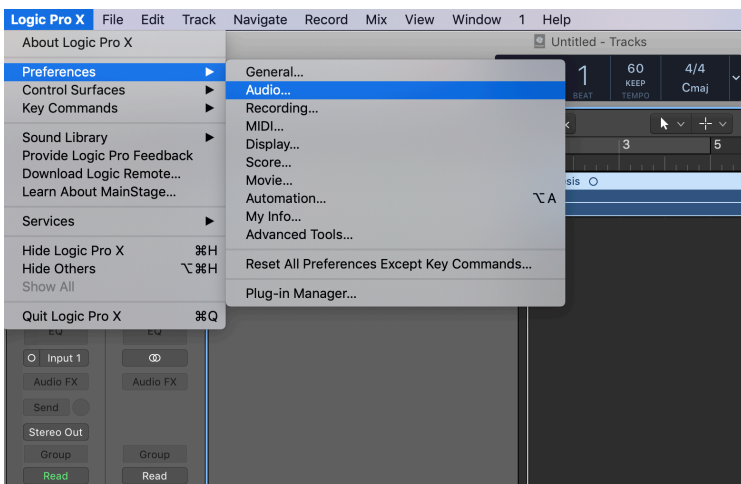 Logic Pro X File Edit Track Navigate Record Mix View Window 1 Help
About Logic Pro X
Preferences
Control Surfaces
Key Commands
Sound Library
Provide Logic Pro Feedback
Download Logic Remote...
Learn About MainStage...
Services
Hide Logic Pro X ⌘H
Hide Others ⌥⌘H
Show All
Quit Logic Pro X ⌘Q
General...
Audio...
Recording...
MIDI...
Display...
Score...
Movie...
Automation... ⌥A
My Info...
Advanced Tools...
Reset All Preferences Except Key Commands...
Plug-in Manager...
Untitled - Tracks
1 60 4/4
KEEP Cmaj
BEAT TEMPO
3 5
sis
EQ EQ
Input 1
Audio FX Audio FX
Send
Stereo Out
Group Group
Read Read